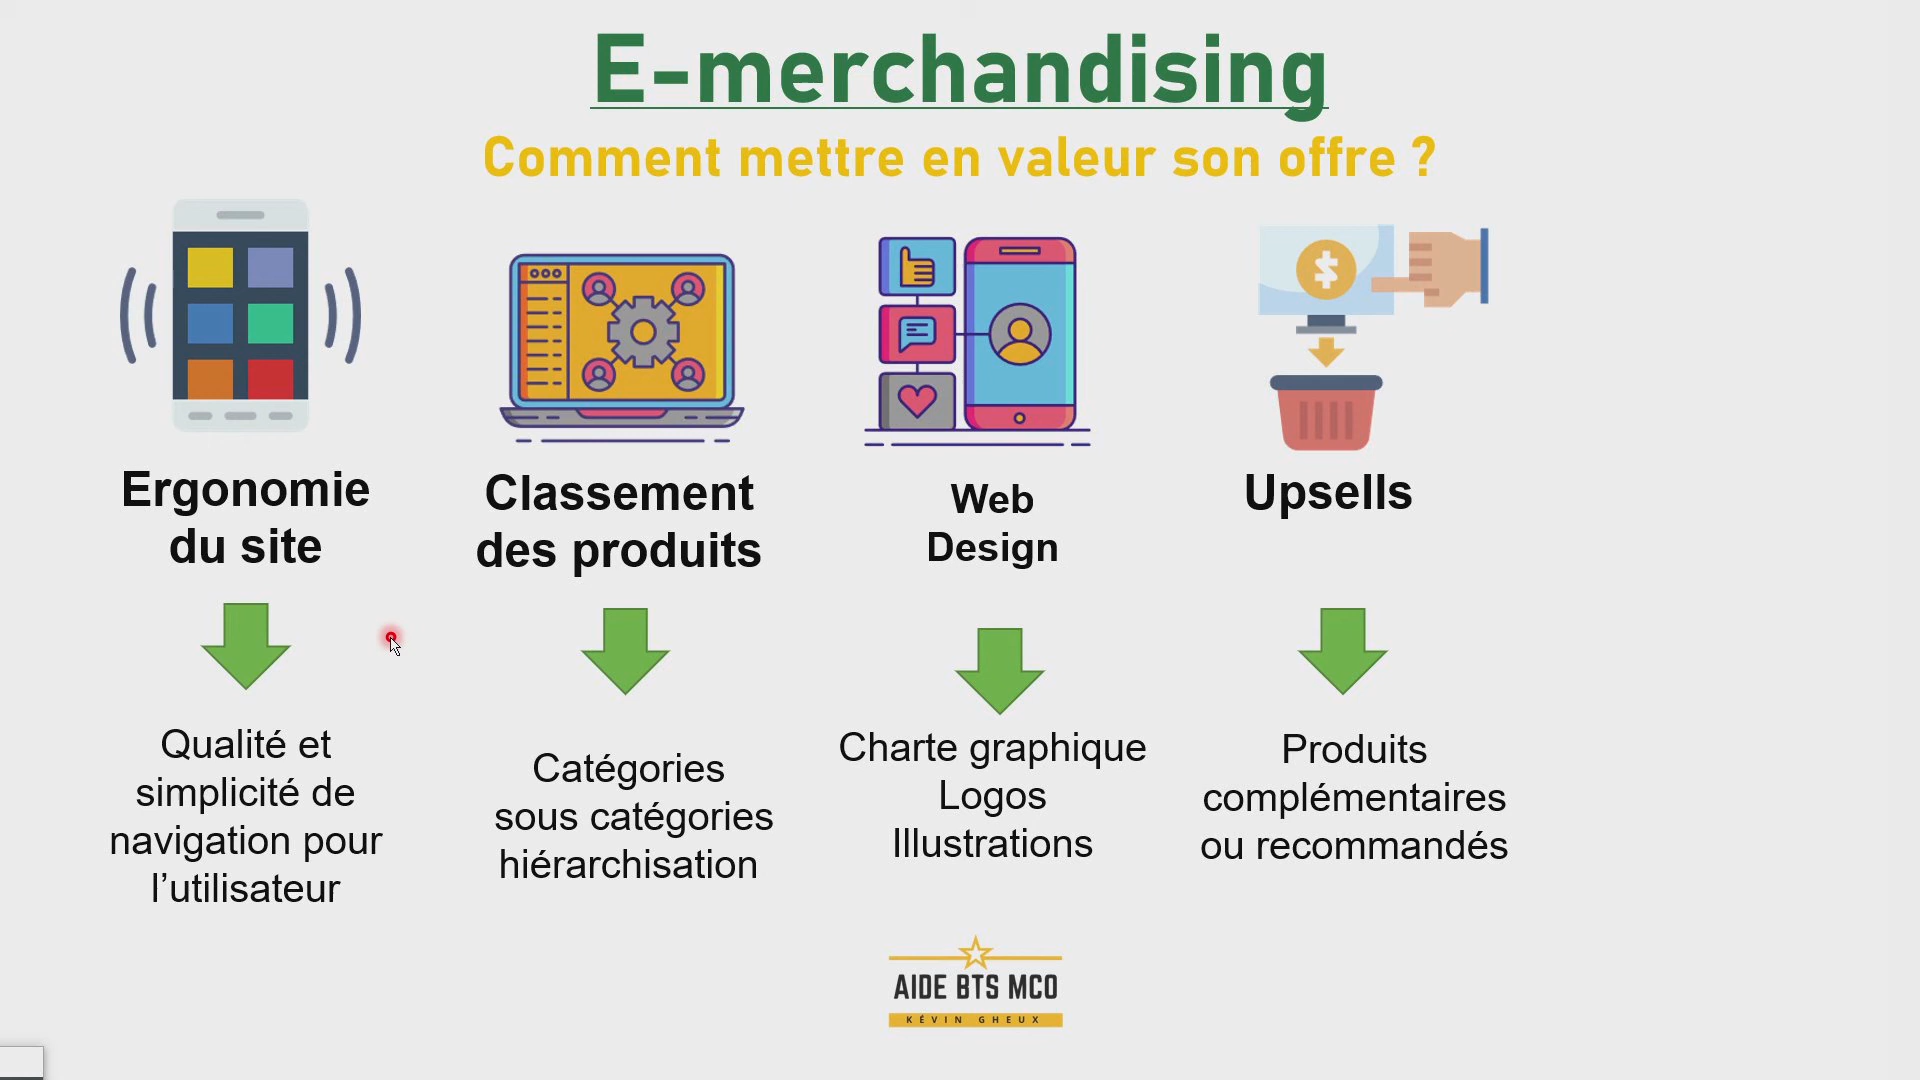 E-merchandising
Comment mettre en valeur son offre ?
Ergonomie
du site
Classement
des produits
Web
Design
Upsells
Qualité et
simplicité de
navigation pour
l’utilisateur
Catégories
sous catégories
hiérarchisation
Charte graphique
Logos
Illustrations
Produits
complémentaires
ou recommandés
AIDE BTS MCO
KÉVIN GHEUX